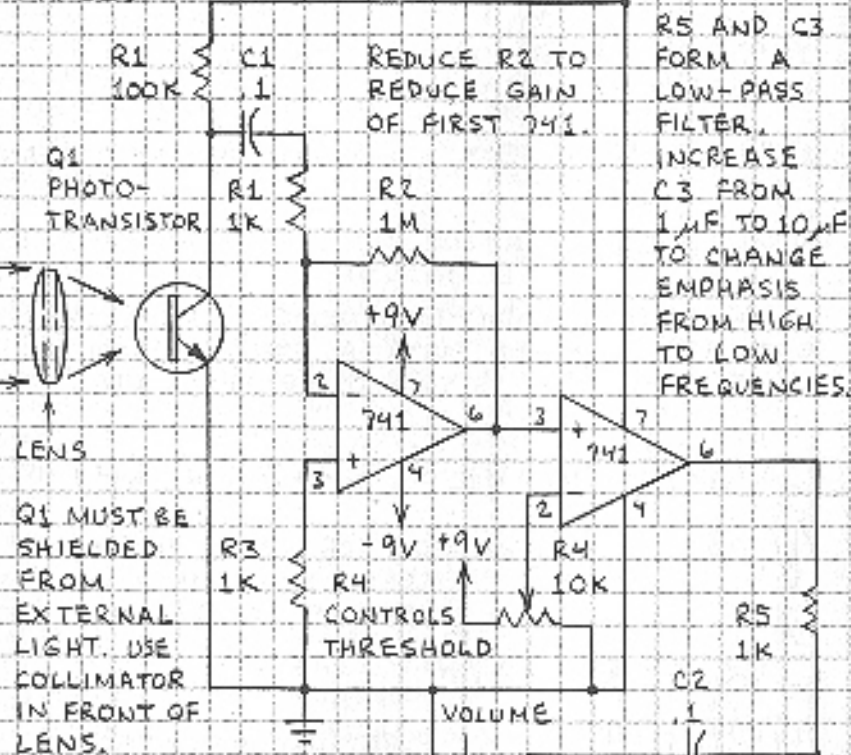 R1
100K
C1
.1
REDUCE R2 TO
REDUCE GAIN
OF FIRST 741.
R5 AND C3
FORM A
LOW-PASS
FILTER.
INCREASE
C3 FROM
1 µF TO 10 µF
TO CHANGE
EMPHASIS
FROM HIGH
TO LOW
FREQUENCIES.
Q1
PHOTO-
TRANSISTOR
R1
1K
R2
1M
+9V
2
-
7
741
6
3
+
4
-9V
3
+
7
741
6
2
-
4
LENS
Q1 MUST BE
SHIELDED
FROM
EXTERNAL
LIGHT. USE
COLLIMATOR
IN FRONT OF
LENS.
R3
1K
+9V
R4
10K
R4
CONTROLS
THRESHOLD
R5
1K
C2
.1
VOLUME